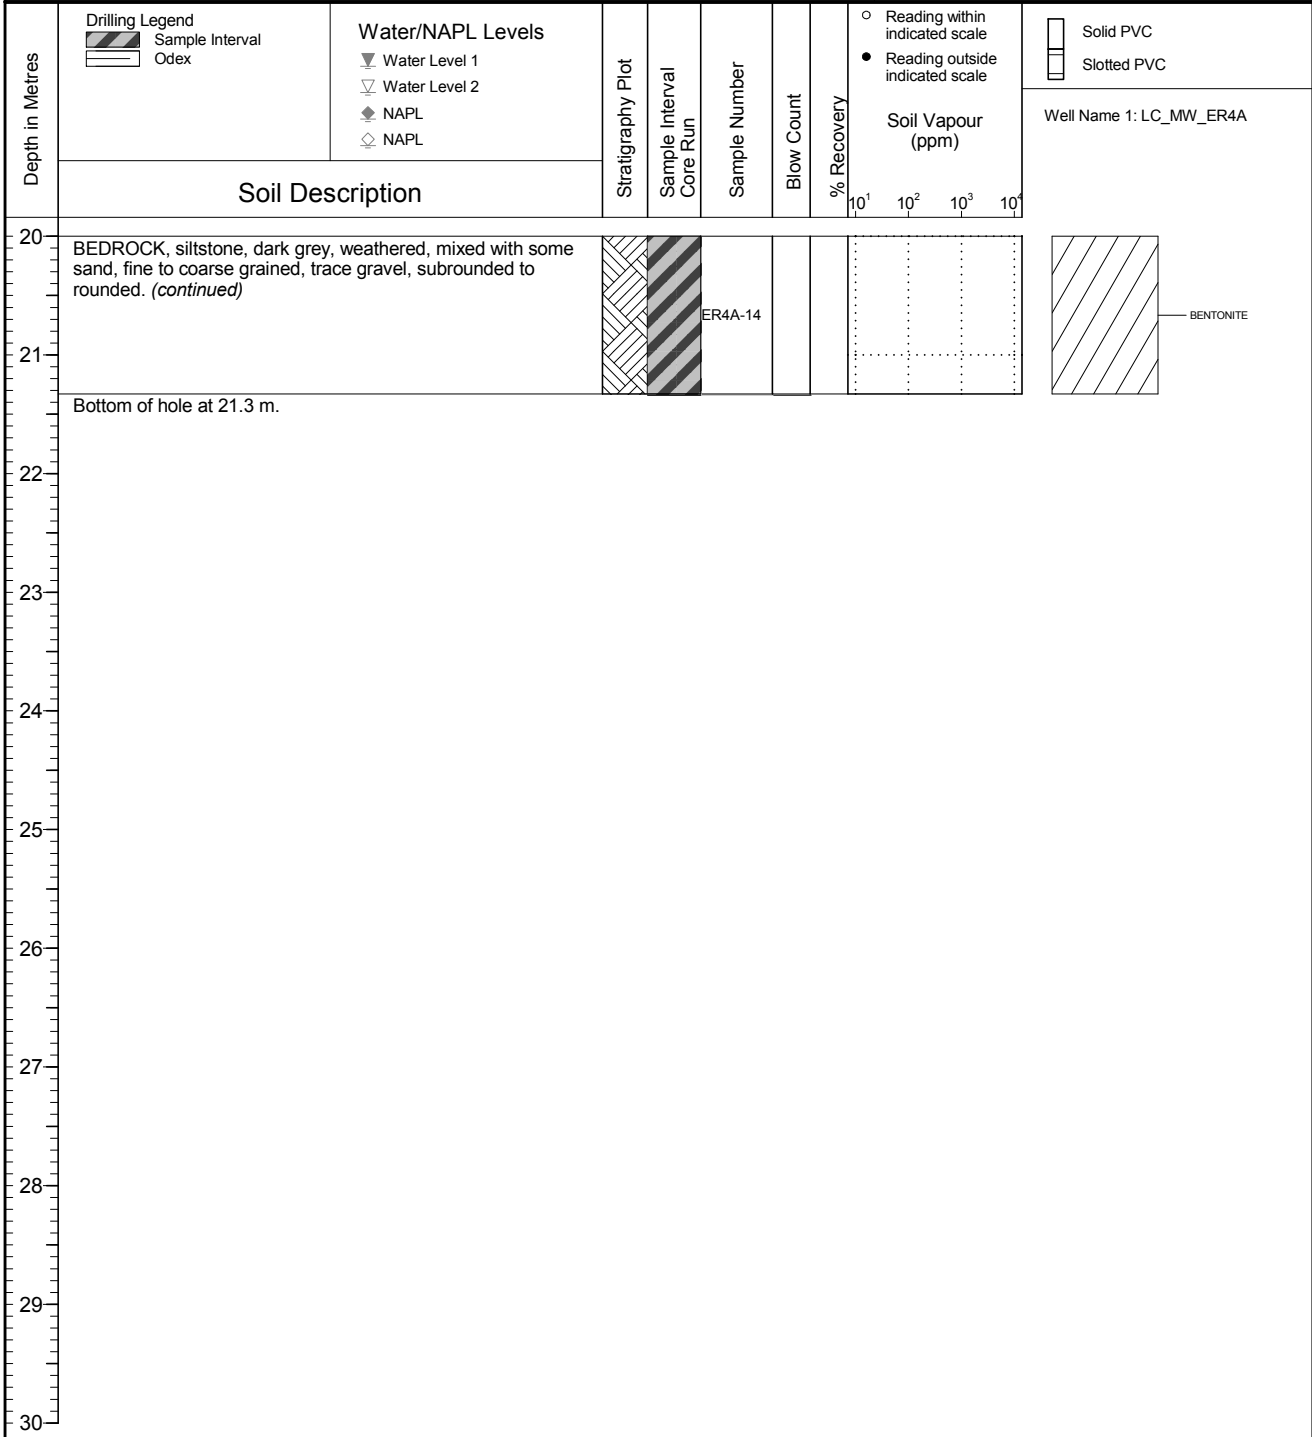 Depth in Metres
Drilling Legend
Sample Interval
Odex
Water/NAPL Levels
Water Level 1
Water Level 2
NAPL
NAPL
Soil Description
Stratigraphy Plot
Sample Interval
Core Run
Sample Number
Blow Count
% Recovery
Reading within
indicated scale
Reading outside
indicated scale
Soil Vapour
(ppm)
10¹ 10² 10³ 10⁴
Solid PVC
Slotted PVC
Well Name 1: LC_MW_ER4A
20
BEDROCK, siltstone, dark grey, weathered, mixed with some
sand, fine to coarse grained, trace gravel, subrounded to
rounded. (continued)
ER4A-14
BENTONITE
21
Bottom of hole at 21.3 m.
22
23
24
25
26
27
28
29
30